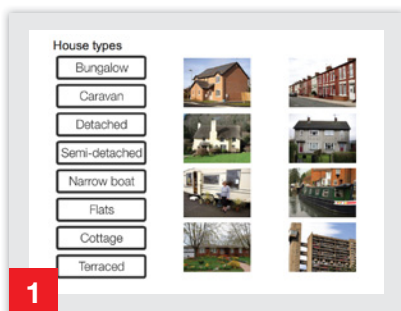 House types
Bungalow
Caravan
Detached
Semi-detached
Narrow boat
Flats
Cottage
Terraced
1